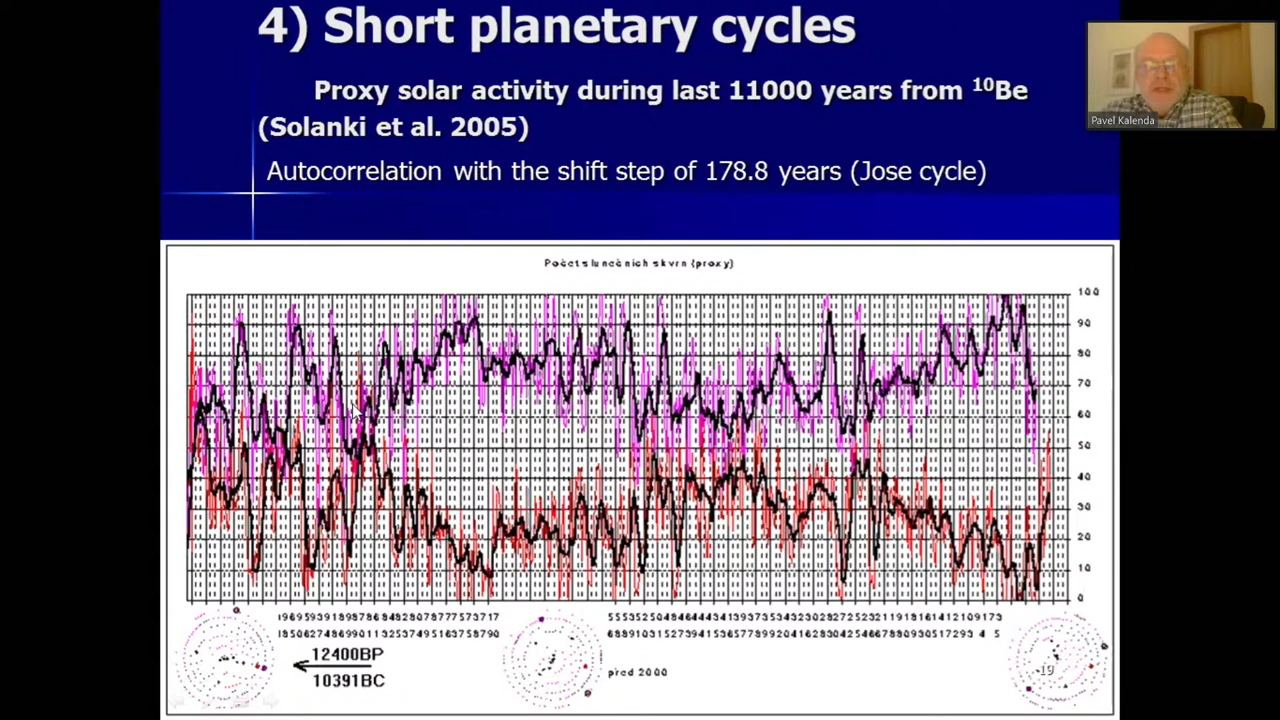 4) Short planetary cycles
Proxy solar activity during last 11000 years from ¹⁰Be
(Solanki et al. 2005)
Autocorrelation with the shift step of 178.8 years (Jose cycle)
Pavel Kalenda
Počet slunečních skvrn (proxy)
100
90
80
70
60
50
40
30
20
10
0
12400BP
10391BC
pred 2000
19